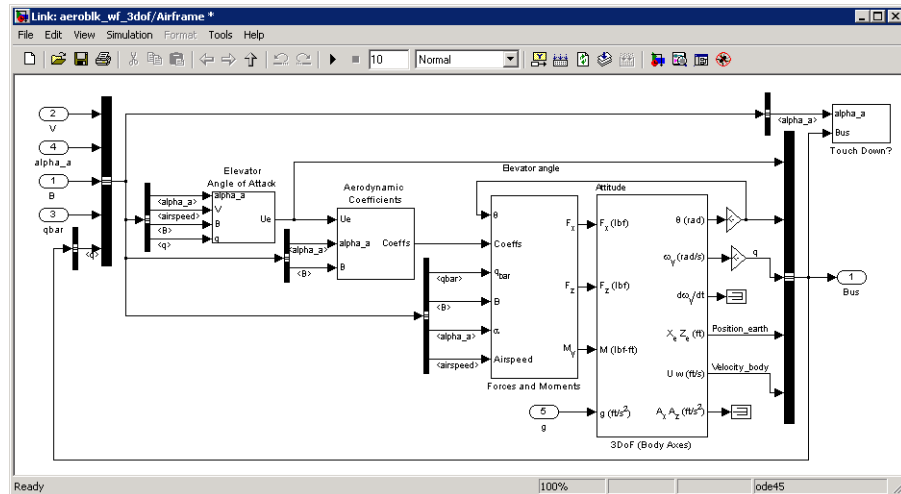 Link: aeroblk_wf_3dof/Airframe *
File Edit View Simulation Format Tools Help
10 Normal
2
V
4
alpha_a
1
B
3
qbar
<q>
Elevator
Angle of Attack
<alpha_a>
<airspeed>
<B>
<q>
alpha_a
V
B
q
Ue
Aerodynamic
Coefficients
<alpha_a>
<B>
Ue
alpha_a
B
Coeffs
<qbar>
<B>
<alpha_a>
<airspeed>
θ
Coeffs
q_bar
B
α
Airspeed
F_x
F_z
M_y
Forces and Moments
Elevator angle
Attitude
5
g
F_x (lbf)
F_z (lbf)
M (lbf-ft)
g (ft/s²)
θ (rad)
ω_y (rad/s)
dω_y/dt
X_e Z_e (ft)
U w (ft/s)
A_x A_z (ft/s²)
3DoF (Body Axes)
q
Position_earth
Velocity_body
<alpha_a>
alpha_a
Bus
Touch Down?
1
Bus
Ready 100% ode45